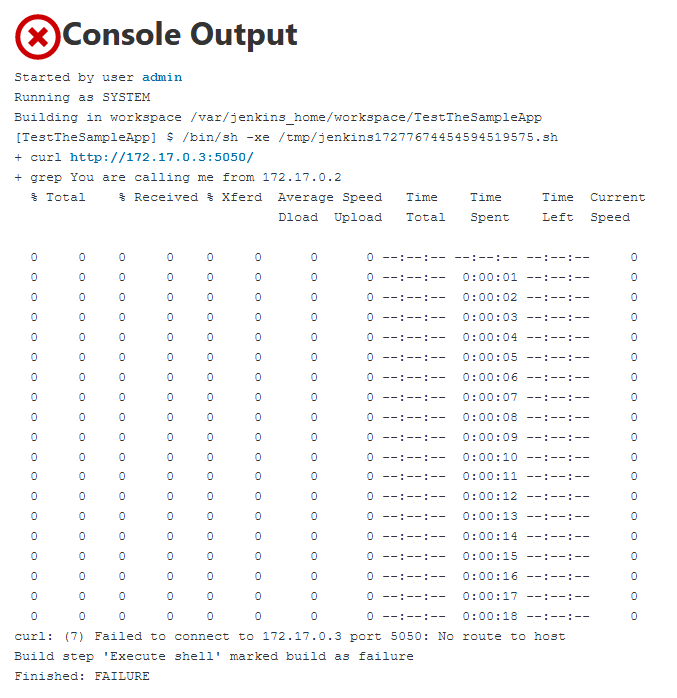 Console Output
Started by user admin
Running as SYSTEM
Building in workspace /var/jenkins_home/workspace/TestTheSampleApp
[TestTheSampleApp] $ /bin/sh -xe /tmp/jenkins17277674454594519575.sh
+ curl http://172.17.0.3:5050/
+ grep You are calling me from 172.17.0.2
% Total % Received % Xferd Average Speed Time Time Time Current
Dload Upload Total Spent Left Speed
0 0 0 0 0 0 0 0 --:--:-- --:--:-- --:--:-- 0
0 0 0 0 0 0 0 0 --:--:-- 0:00:01 --:--:-- 0
0 0 0 0 0 0 0 0 --:--:-- 0:00:02 --:--:-- 0
0 0 0 0 0 0 0 0 --:--:-- 0:00:03 --:--:-- 0
0 0 0 0 0 0 0 0 --:--:-- 0:00:04 --:--:-- 0
0 0 0 0 0 0 0 0 --:--:-- 0:00:05 --:--:-- 0
0 0 0 0 0 0 0 0 --:--:-- 0:00:06 --:--:-- 0
0 0 0 0 0 0 0 0 --:--:-- 0:00:07 --:--:-- 0
0 0 0 0 0 0 0 0 --:--:-- 0:00:08 --:--:-- 0
0 0 0 0 0 0 0 0 --:--:-- 0:00:09 --:--:-- 0
0 0 0 0 0 0 0 0 --:--:-- 0:00:10 --:--:-- 0
0 0 0 0 0 0 0 0 --:--:-- 0:00:11 --:--:-- 0
0 0 0 0 0 0 0 0 --:--:-- 0:00:12 --:--:-- 0
0 0 0 0 0 0 0 0 --:--:-- 0:00:13 --:--:-- 0
0 0 0 0 0 0 0 0 --:--:-- 0:00:14 --:--:-- 0
0 0 0 0 0 0 0 0 --:--:-- 0:00:15 --:--:-- 0
0 0 0 0 0 0 0 0 --:--:-- 0:00:16 --:--:-- 0
0 0 0 0 0 0 0 0 --:--:-- 0:00:17 --:--:-- 0
0 0 0 0 0 0 0 0 --:--:-- 0:00:18 --:--:-- 0
curl: (7) Failed to connect to 172.17.0.3 port 5050: No route to host
Build step 'Execute shell' marked build as failure
Finished: FAILURE